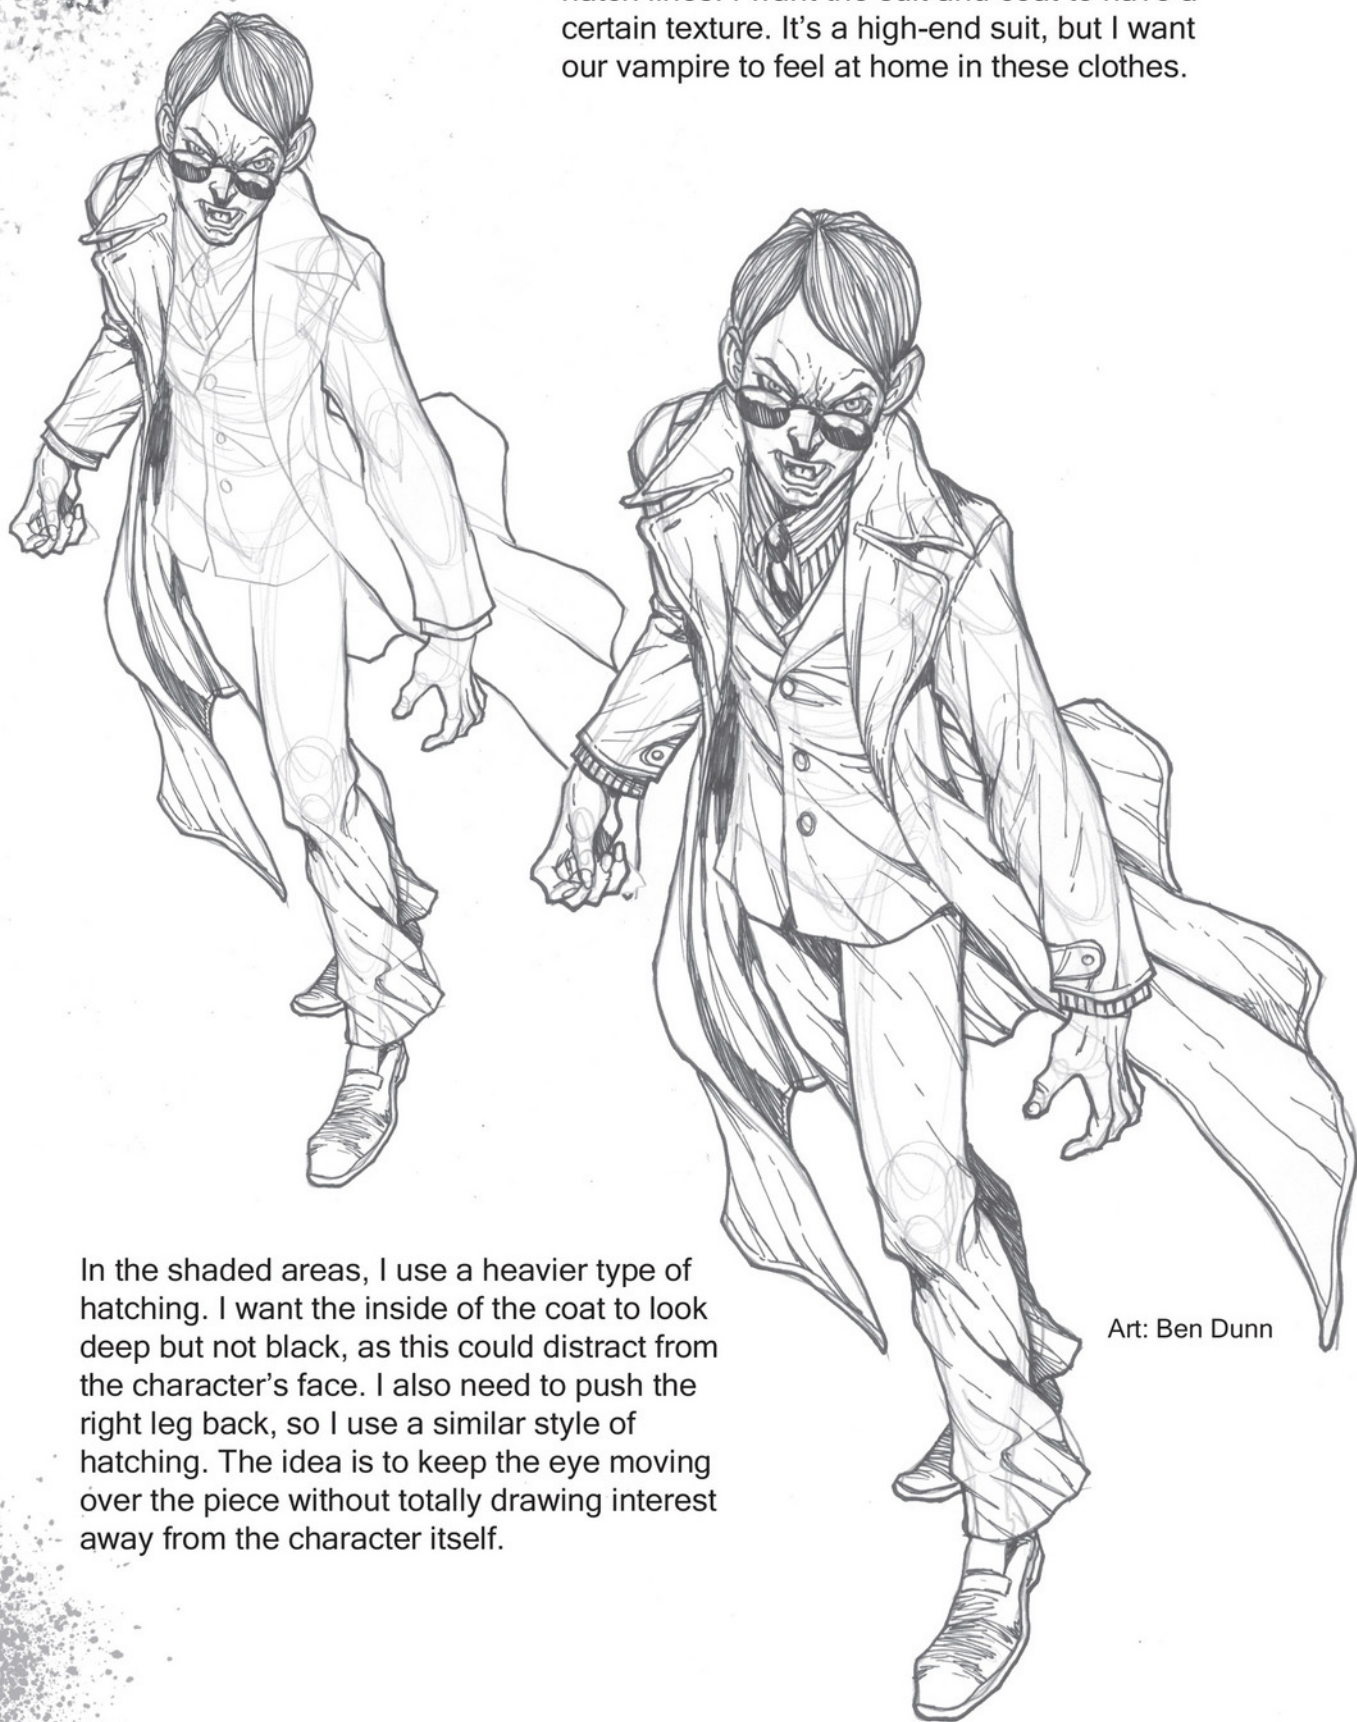 certain texture. It’s a high-end suit, but I want
our vampire to feel at home in these clothes.
In the shaded areas, I use a heavier type of
hatching. I want the inside of the coat to look
deep but not black, as this could distract from
the character’s face. I also need to push the
right leg back, so I use a similar style of
hatching. The idea is to keep the eye moving
over the piece without totally drawing interest
away from the character itself.
Art: Ben Dunn